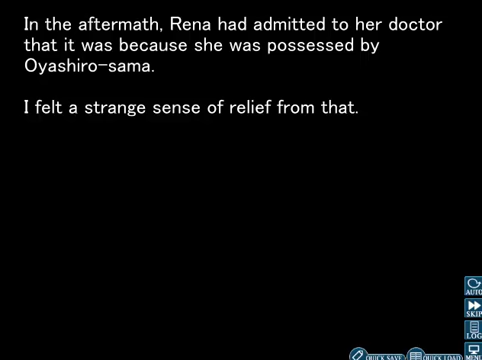 In the aftermath, Rena had admitted to her doctor
that it was because she was possessed by
Oyashiro-sama.
I felt a strange sense of relief from that.
AUTO
SKIP
LOG
QUICK SAVE
QUICK LOAD
MENU